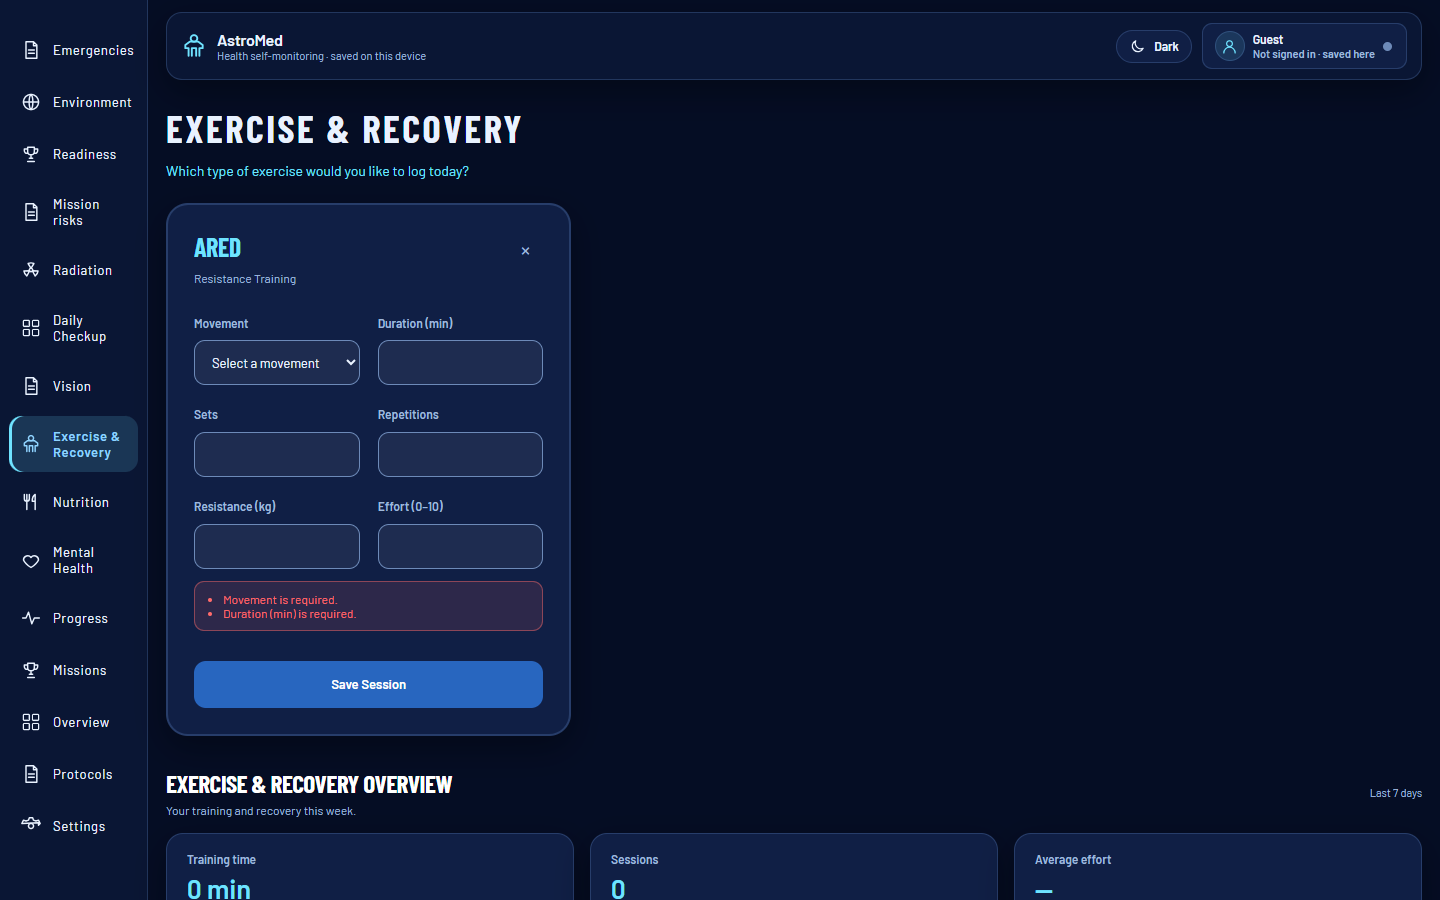 Emergencies
Environment
Readiness
Mission
risks
Radiation
Daily
Checkup
Vision
Exercise &
Recovery
Nutrition
Mental
Health
Progress
Missions
Overview
Protocols
Settings
AstroMed
Health self-monitoring · saved on this device
Dark
Guest
Not signed in · saved here
EXERCISE & RECOVERY
Which type of exercise would you like to log today?
ARED
×
Resistance Training
Movement
Duration (min)
Select a movement
Sets
Repetitions
Resistance (kg)
Effort (0–10)
• Movement is required.
• Duration (min) is required.
Save Session
EXERCISE & RECOVERY OVERVIEW
Your training and recovery this week.
Last 7 days
Training time
0 min
Sessions
0
Average effort
—